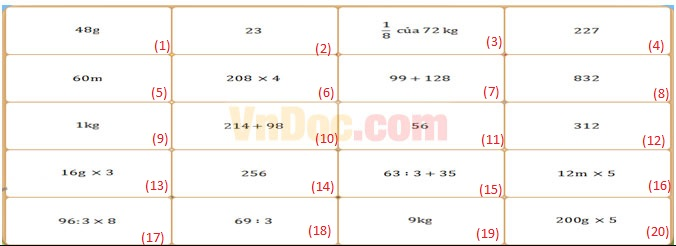 48g (1) 23 (2) 1/8 của 72 kg (3) 227 (4)
60m (5) 208 × 4 (6) 99 + 128 (7) 832 (8)
1kg (9) 214 + 98 (10) 56 (11) 312 (12)
VnDoc.com
16g × 3 (13) 256 (14) 63 : 3 + 35 (15) 12m × 5 (16)
96:3 × 8 (17) 69 : 3 (18) 9kg (19) 200g × 5 (20)